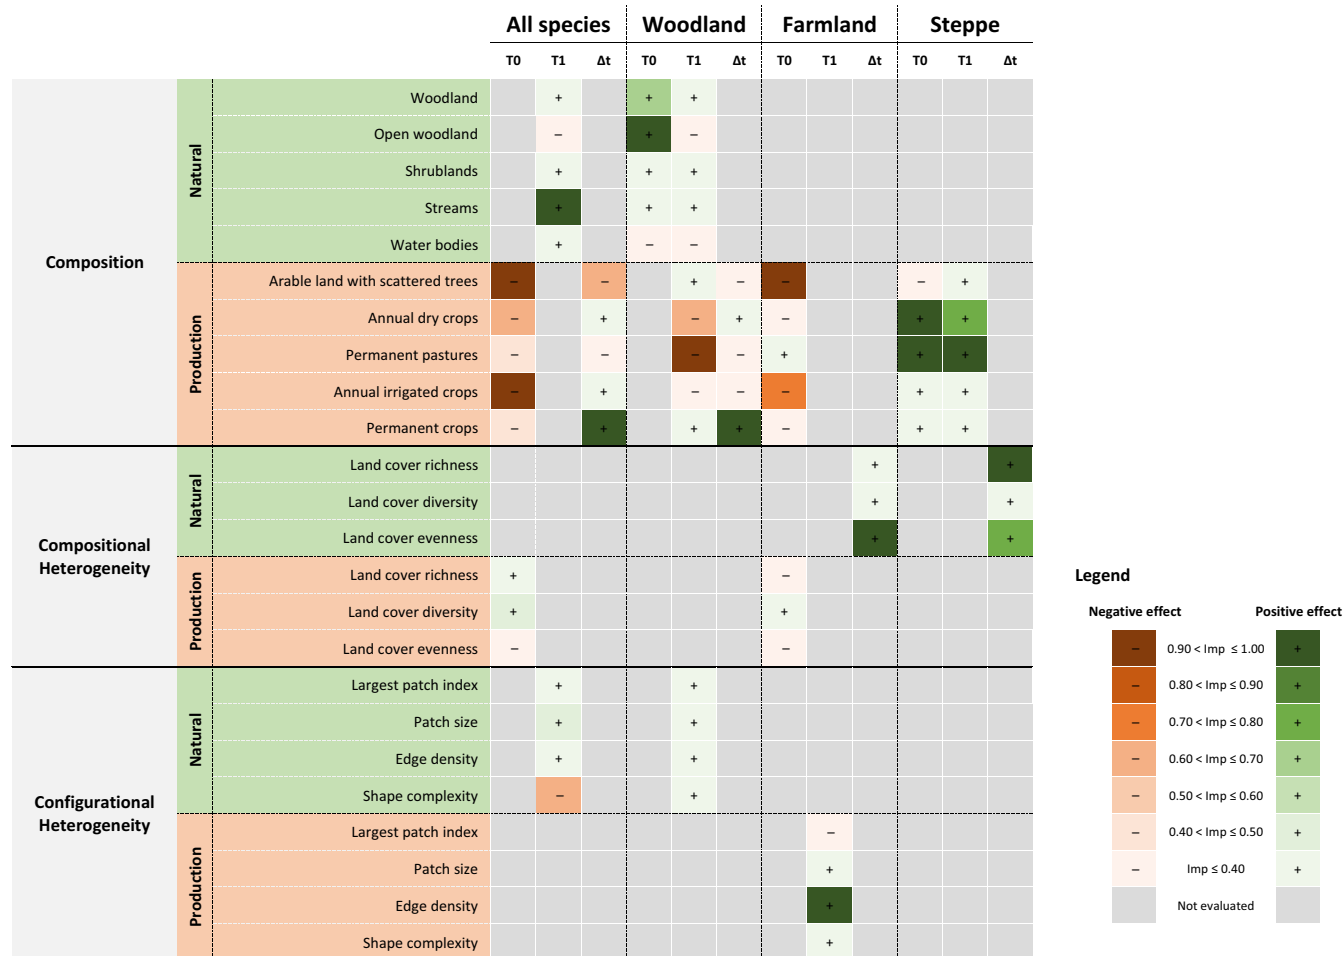 All species Woodland Farmland Steppe
T0 T1 Δt T0 T1 Δt T0 T1 Δt T0 T1 Δt
Composition
Natural
Woodland + + +
Open woodland – + –
Shrublands + + +
Streams + + +
Water bodies + – –
Production
Arable land with scattered trees – – + – – – +
Annual dry crops – + – + – + +
Permanent pastures – – – – + + +
Annual irrigated crops – + – – – + +
Permanent crops – + + + – + +
Compositional
Heterogeneity
Natural
Land cover richness + +
Land cover diversity + +
Land cover evenness + +
Production
Land cover richness + –
Land cover diversity + +
Land cover evenness – –
Configurational
Heterogeneity
Natural
Largest patch index + +
Patch size + +
Edge density + +
Shape complexity – +
Production
Largest patch index –
Patch size +
Edge density +
Shape complexity +
Legend
Negative effect Positive effect
– 0.90 < Imp ≤ 1.00 +
– 0.80 < Imp ≤ 0.90 +
– 0.70 < Imp ≤ 0.80 +
– 0.60 < Imp ≤ 0.70 +
– 0.50 < Imp ≤ 0.60 +
– 0.40 < Imp ≤ 0.50 +
– Imp ≤ 0.40 +
Not evaluated